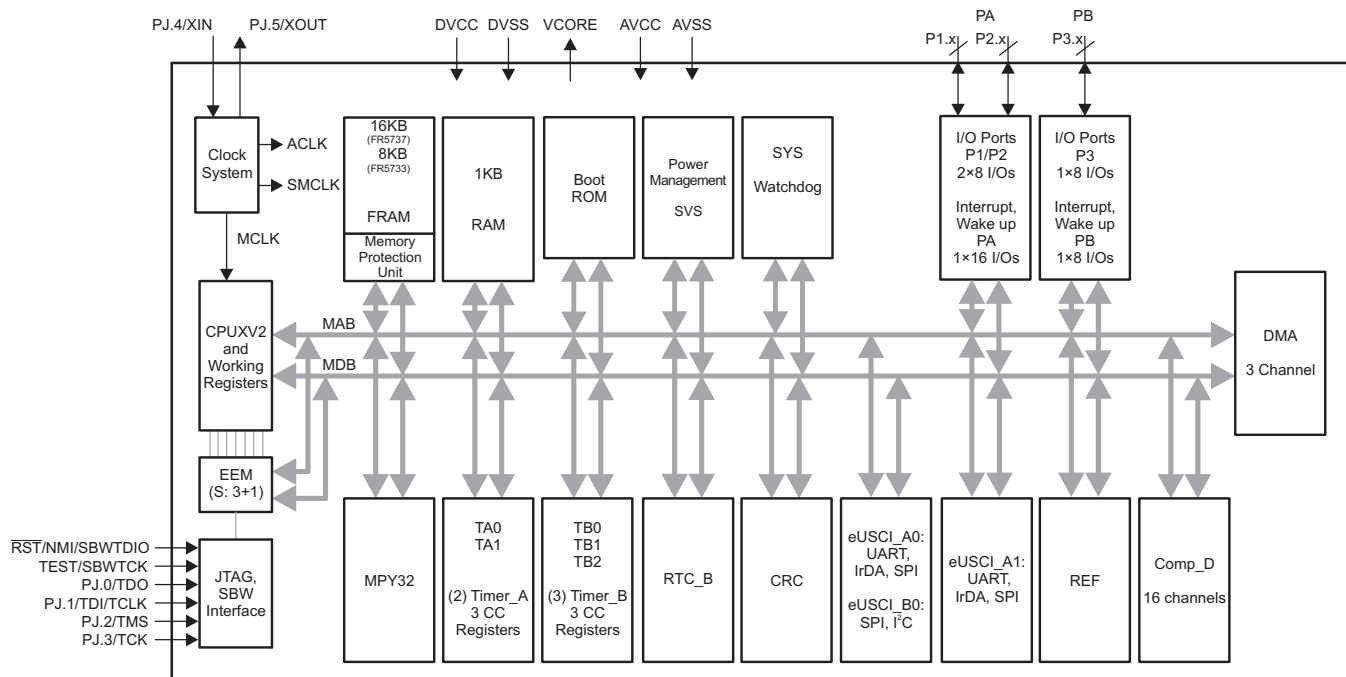 PJ.4/XIN
PJ.5/XOUT
DVCC
DVSS
VCORE
AVCC
AVSS
PA
P1.x
P2.x
PB
P3.x
Clock
System
ACLK
SMCLK
MCLK
16KB
(FR5737)
8KB
(FR5733)
FRAM
Memory
Protection
Unit
1KB
RAM
Boot
ROM
Power
Management
SVS
SYS
Watchdog
I/O Ports
P1/P2
2×8 I/Os
Interrupt,
Wake up
PA
1×16 I/Os
I/O Ports
P3
1×8 I/Os
Interrupt,
Wake up
PB
1×8 I/Os
CPUXV2
and
Working
Registers
MAB
MDB
DMA
3 Channel
EEM
(S: 3+1)
RST/NMI/SBWTDIO
TEST/SBWTCK
PJ.0/TDO
PJ.1/TDI/TCLK
PJ.2/TMS
PJ.3/TCK
JTAG,
SBW
Interface
MPY32
TA0
TA1
(2) Timer_A
3 CC
Registers
TB0
TB1
TB2
(3) Timer_B
3 CC
Registers
RTC_B
CRC
eUSCI_A0:
UART,
IrDA, SPI
eUSCI_B0:
SPI, I²C
eUSCI_A1:
UART,
IrDA, SPI
REF
Comp_D
16 channels